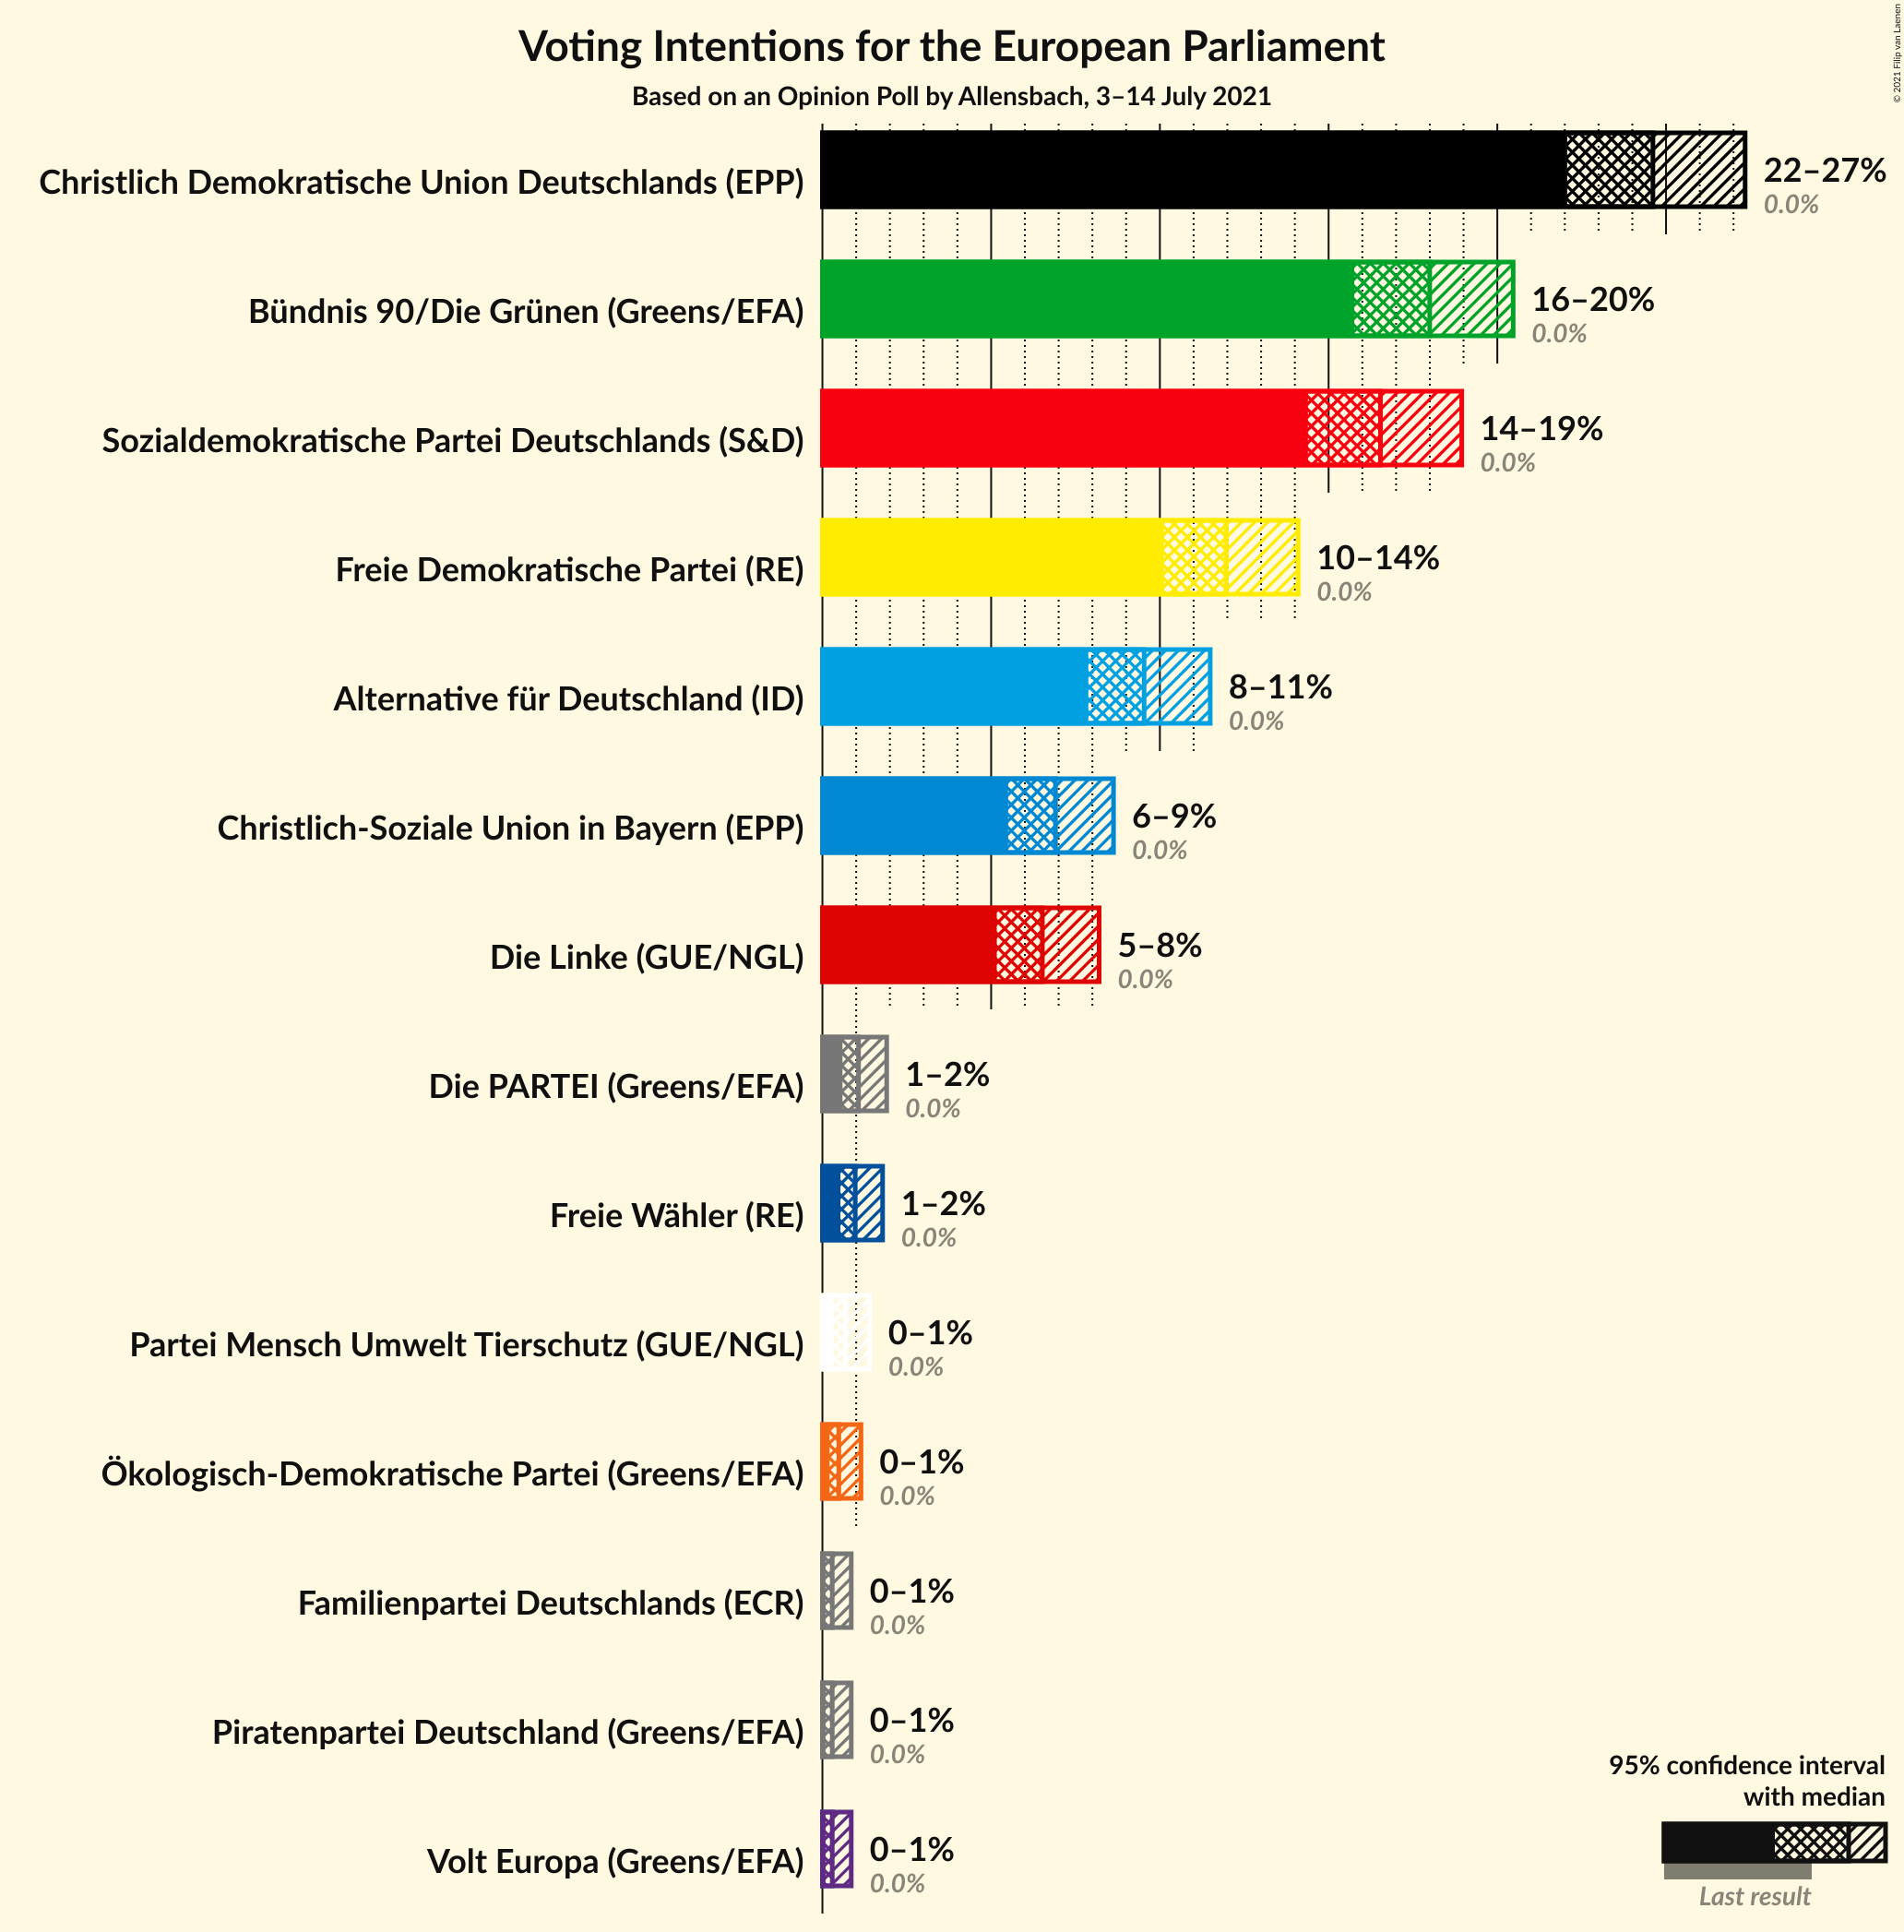 Voting Intentions for the European Parliament
Based on an Opinion Poll by Allensbach, 3–14 July 2021
© 2021 Filip van Laenen
Christlich Demokratische Union Deutschlands (EPP)
22–27%
0.0%
Bündnis 90/Die Grünen (Greens/EFA)
16–20%
0.0%
Sozialdemokratische Partei Deutschlands (S&D)
14–19%
0.0%
Freie Demokratische Partei (RE)
10–14%
0.0%
Alternative für Deutschland (ID)
8–11%
0.0%
Christlich-Soziale Union in Bayern (EPP)
6–9%
0.0%
Die Linke (GUE/NGL)
5–8%
0.0%
Die PARTEI (Greens/EFA)
1–2%
0.0%
Freie Wähler (RE)
1–2%
0.0%
Partei Mensch Umwelt Tierschutz (GUE/NGL)
0–1%
0.0%
Ökologisch-Demokratische Partei (Greens/EFA)
0–1%
0.0%
Familienpartei Deutschlands (ECR)
0–1%
0.0%
Piratenpartei Deutschland (Greens/EFA)
0–1%
0.0%
Volt Europa (Greens/EFA)
0–1%
0.0%
95% confidence interval
with median
Last result